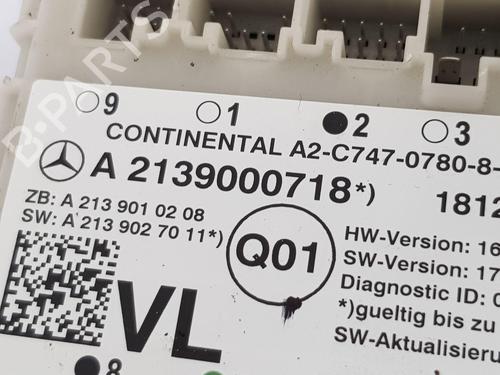 9 1 2 3
CONTINENTAL A2-C747-0780-8-
A 2139000718*) 1812
ZB: A 213 901 02 08
SW: A 213 902 70 11*)
Q01
VL
HW-Version: 16
SW-Version: 17
Diagnostic ID: 0
*)gueltig bis zu
SW-Aktualisieru
8
B-PARTS